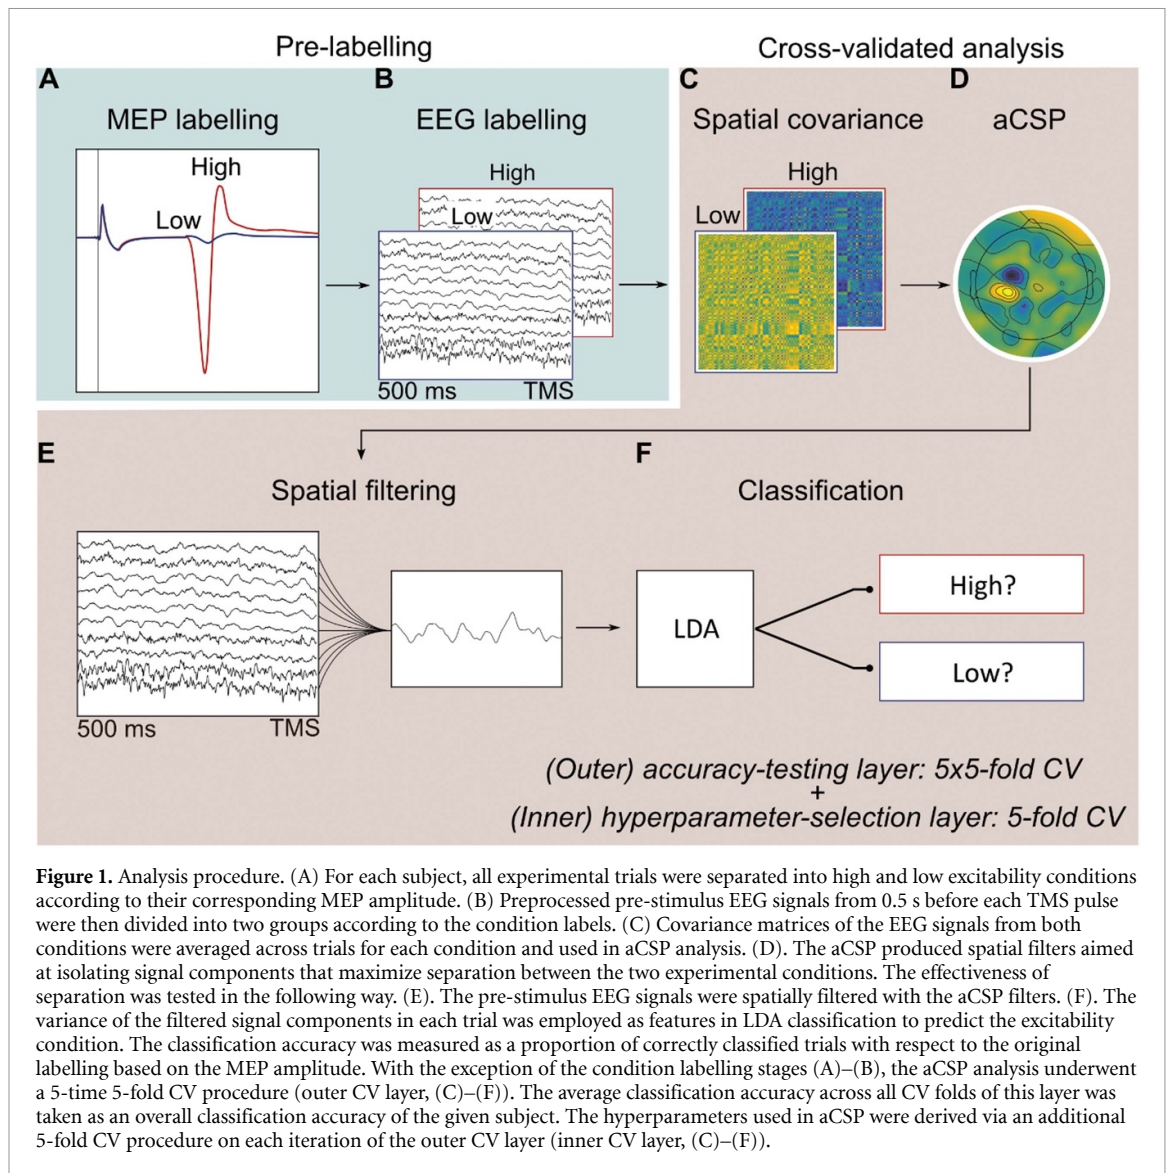 Pre-labelling
Cross-validated analysis
A
B
C
D
MEP labelling
EEG labelling
Spatial covariance
aCSP
High
Low
High
Low
High
Low
500 ms
TMS
E
F
Spatial filtering
Classification
LDA
High?
Low?
500 ms
TMS
(Outer) accuracy-testing layer: 5x5-fold CV
+
(Inner) hyperparameter-selection layer: 5-fold CV
Figure 1. Analysis procedure. (A) For each subject, all experimental trials were separated into high and low excitability conditions
according to their corresponding MEP amplitude. (B) Preprocessed pre-stimulus EEG signals from 0.5 s before each TMS pulse
were then divided into two groups according to the condition labels. (C) Covariance matrices of the EEG signals from both
conditions were averaged across trials for each condition and used in aCSP analysis. (D). The aCSP produced spatial filters aimed
at isolating signal components that maximize separation between the two experimental conditions. The effectiveness of
separation was tested in the following way. (E). The pre-stimulus EEG signals were spatially filtered with the aCSP filters. (F). The
variance of the filtered signal components in each trial was employed as features in LDA classification to predict the excitability
condition. The classification accuracy was measured as a proportion of correctly classified trials with respect to the original
labelling based on the MEP amplitude. With the exception of the condition labelling stages (A)–(B), the aCSP analysis underwent
a 5-time 5-fold CV procedure (outer CV layer, (C)–(F)). The average classification accuracy across all CV folds of this layer was
taken as an overall classification accuracy of the given subject. The hyperparameters used in aCSP were derived via an additional
5-fold CV procedure on each iteration of the outer CV layer (inner CV layer, (C)–(F)).